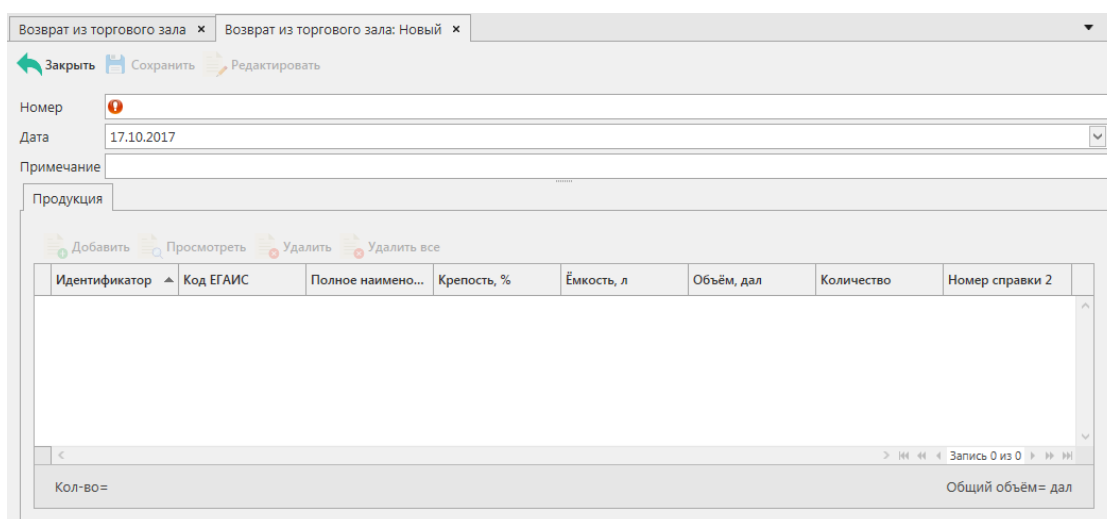 Возврат из торгового зала × Возврат из торгового зала: Новый ×
Закрыть Сохранить Редактировать
Номер
Дата 17.10.2017
Примечание
Продукция
Добавить Просмотреть Удалить Удалить все
Идентификатор Код ЕГАИС Полное наимено... Крепость, % Ёмкость, л Объём, дал Количество Номер справки 2
Запись 0 из 0
Кол-во= Общий объём= дал